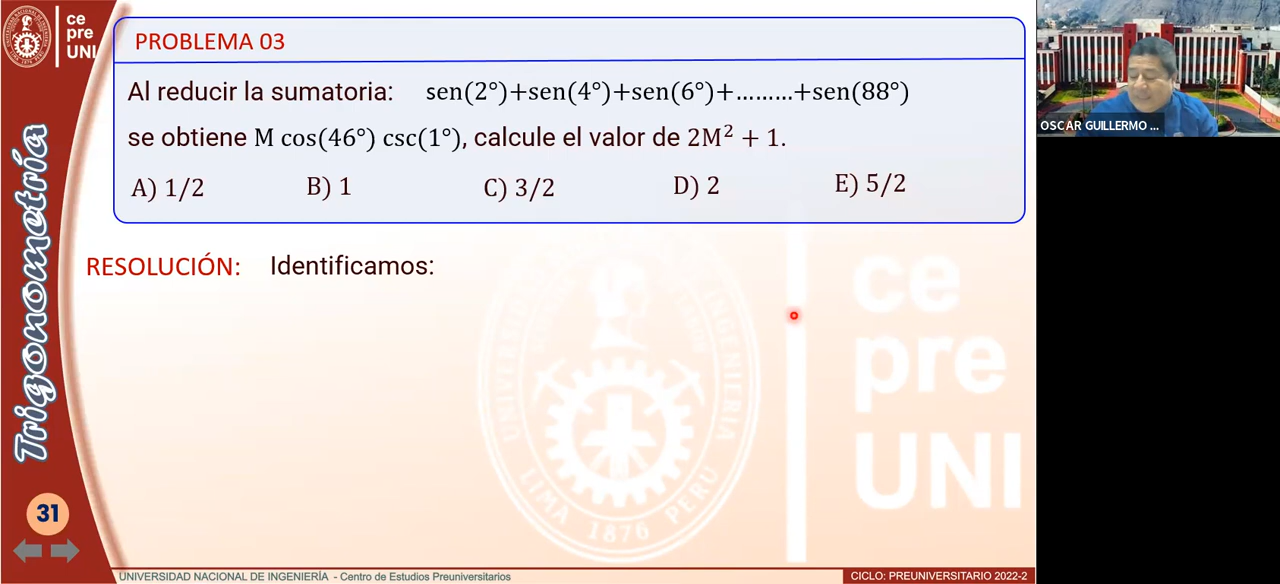 ce
pre
UNI
PROBLEMA 03
Al reducir la sumatoria: sen(2°)+sen(4°)+sen(6°)+.........+sen(88°)
se obtiene M cos(46°) csc(1°), calcule el valor de 2M² + 1.
A) 1/2 B) 1 C) 3/2 D) 2 E) 5/2
OSCAR GUILLERMO ...
Trigonometría
RESOLUCIÓN: Identificamos:
ce
pre
UNI
LIMA 1876 PERU
31
UNIVERSIDAD NACIONAL DE INGENIERÍA - Centro de Estudios Preuniversitarios
CICLO: PREUNIVERSITARIO 2022-2